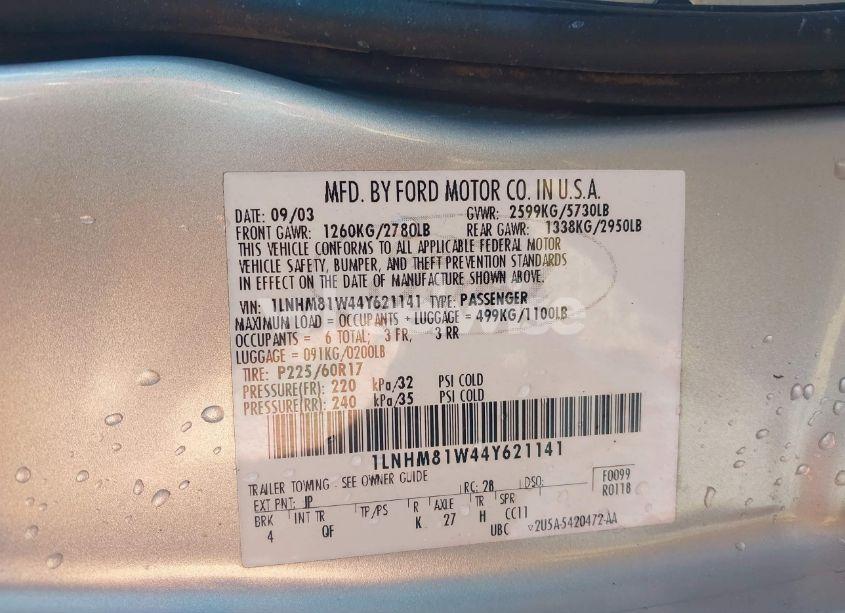 MFD. BY FORD MOTOR CO. IN U.S.A.
DATE: 09/03 GVWR: 2599KG/5730LB
FRONT GAWR: 1260KG/2780LB REAR GAWR: 1338KG/2950LB
THIS VEHICLE CONFORMS TO ALL APPLICABLE FEDERAL MOTOR
VEHICLE SAFETY, BUMPER, AND THEFT PREVENTION STANDARDS
IN EFFECT ON THE DATE OF MANUFACTURE SHOWN ABOVE.
VIN: 1LNHM81W44Y621141 TYPE: PASSENGER
MAXIMUM LOAD = OCCUPANTS + LUGGAGE = 499KG/1100LB
OCCUPANTS = 6 TOTAL; 3 FR, 3 RR
LUGGAGE = 091KG/0200LB
TIRE: P225/60R17
PRESSURE(FR): 220 kPa/32 PSI COLD
PRESSURE(RR): 240 kPa/35 PSI COLD
1LNHM81W44Y621141
TRAILER TOWING - SEE OWNER GUIDE
EXT PNT: JP RC: 28 DSO: F0099
R0118
BRK INT TR TP/PS R AXLE TR SPR
4 QF K 27 H CC11
UBC ▽2U5A-5420472-AA